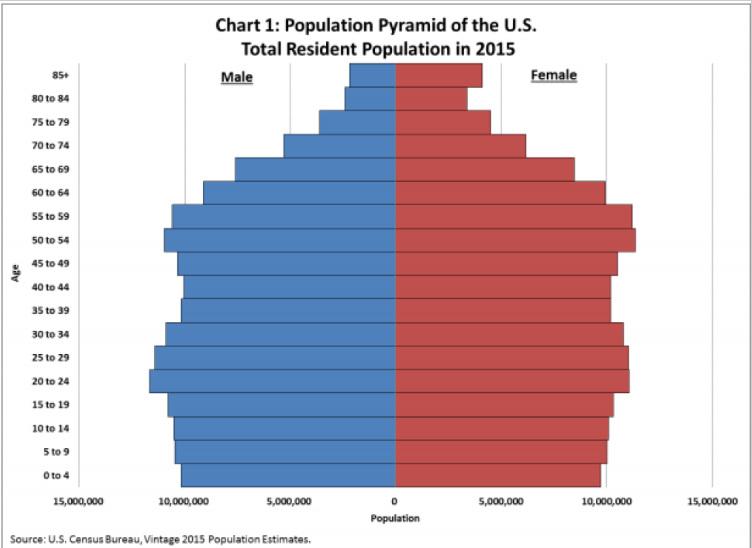 Chart 1: Population Pyramid of the U.S.
Total Resident Population in 2015
Male
Female
85+
80 to 84
75 to 79
70 to 74
65 to 69
60 to 64
55 to 59
50 to 54
45 to 49
40 to 44
35 to 39
30 to 34
25 to 29
20 to 24
15 to 19
10 to 14
5 to 9
0 to 4
Age
15,000,000 10,000,000 5,000,000 0 5,000,000 10,000,000 15,000,000
Population
Source: U.S. Census Bureau, Vintage 2015 Population Estimates.